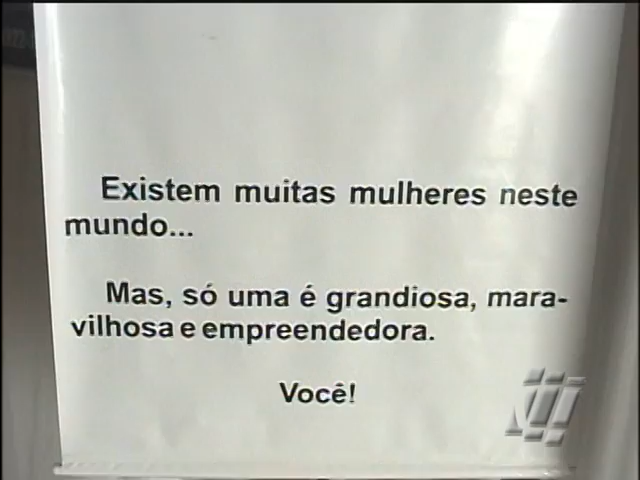 Existem muitas mulheres neste
mundo...
Mas, só uma é grandiosa, mara-
vilhosa e empreendedora.
Você!